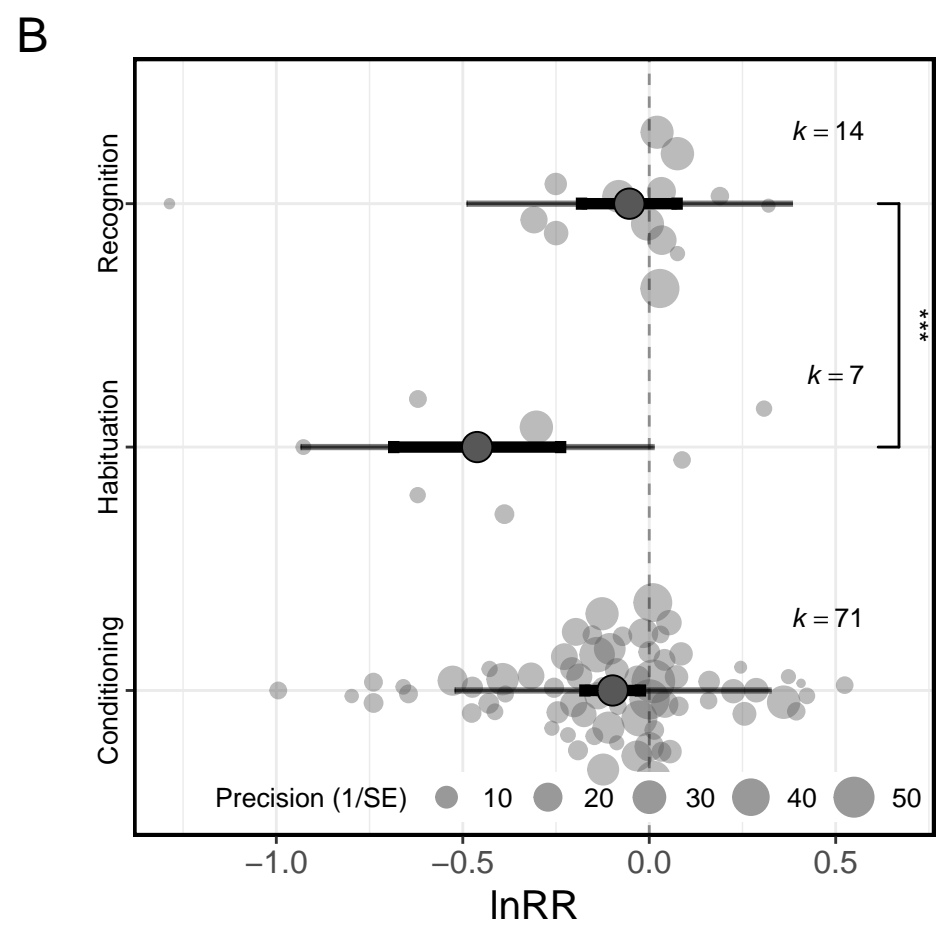 B
Recognition
k = 14
***
Habituation
k = 7
Conditioning
k = 71
Precision (1/SE) 10 20 30 40 50
−1.0 −0.5 0.0 0.5
lnRR